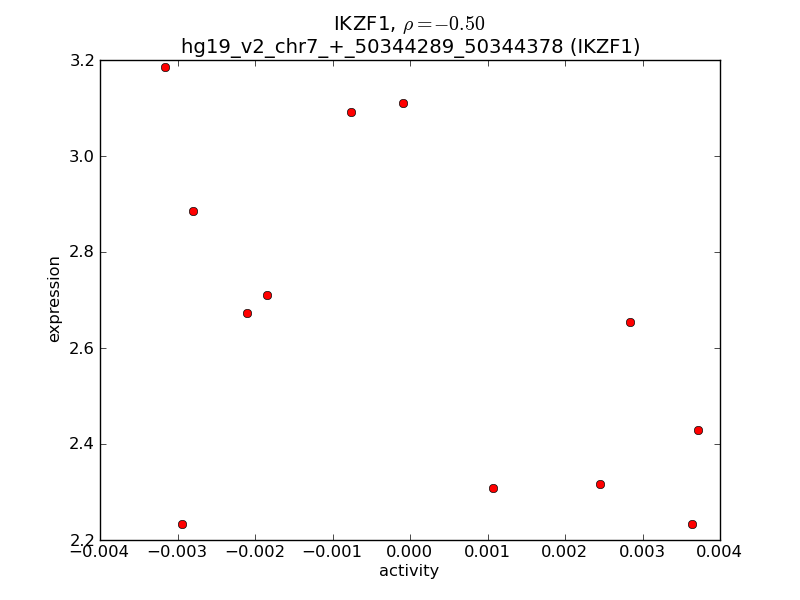 IKZF1, ρ = −0.50
hg19_v2_chr7_+_50344289_50344378 (IKZF1)
3.2
3.0
2.8
2.6
2.4
2.2
expression
−0.004 −0.003 −0.002 −0.001 0.000 0.001 0.002 0.003 0.004
activity